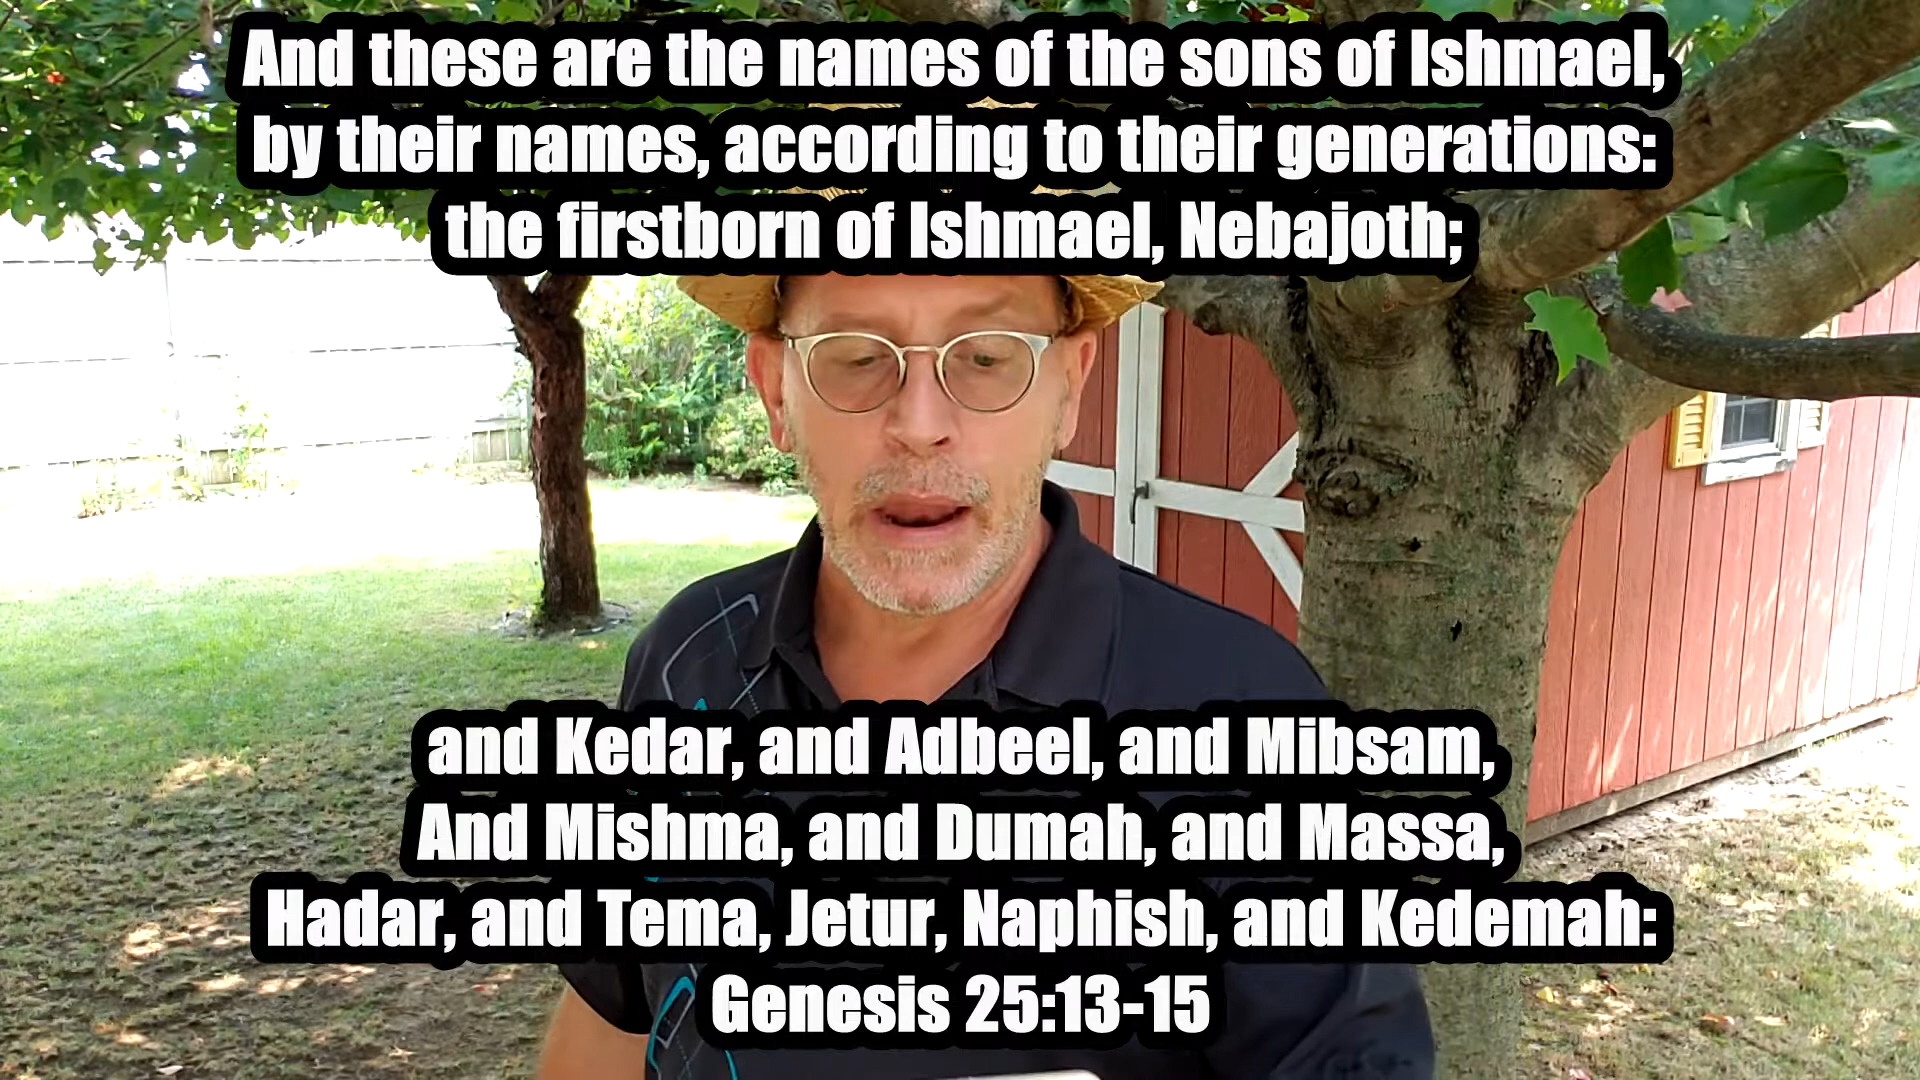 And these are the names of the sons of Ishmael,
by their names, according to their generations:
the firstborn of Ishmael, Nebajoth;
and Kedar, and Adbeel, and Mibsam,
And Mishma, and Dumah, and Massa,
Hadar, and Tema, Jetur, Naphish, and Kedemah:
Genesis 25:13-15